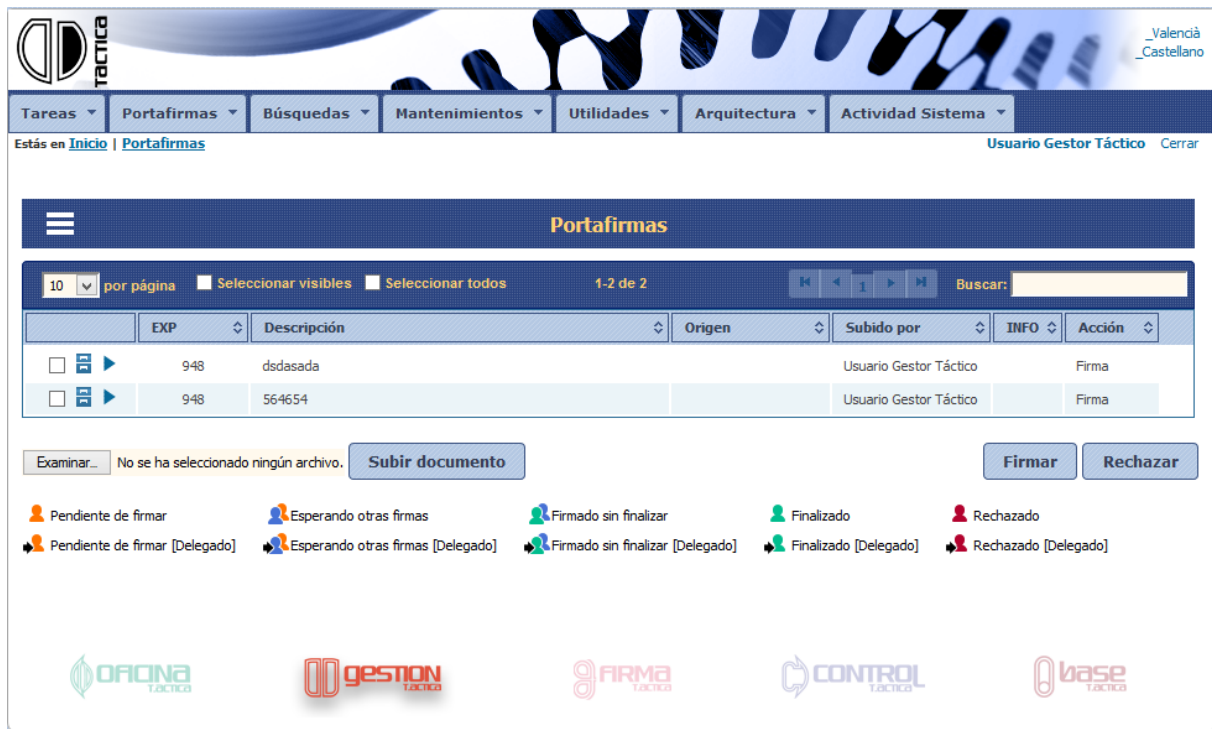 TACTICA
_Valencià
_Castellano
Tareas Portafirmas Búsquedas Mantenimientos Utilidades Arquitectura Actividad Sistema
Estás en Inicio | Portafirmas Usuario Gestor Táctico Cerrar
Portafirmas
10 por página Seleccionar visibles Seleccionar todos 1-2 de 2 1 Buscar:
EXP Descripción Origen Subido por INFO Acción
948 dsdasada Usuario Gestor Táctico Firma
948 564654 Usuario Gestor Táctico Firma
Examinar... No se ha seleccionado ningún archivo. Subir documento Firmar Rechazar
Pendiente de firmar Esperando otras firmas Firmado sin finalizar Finalizado Rechazado
Pendiente de firmar [Delegado] Esperando otras firmas [Delegado] Firmado sin finalizar [Delegado] Finalizado [Delegado] Rechazado [Delegado]
OFICINA TACTICA gESTION TACTICA FIRMA TACTICA CONTROL TACTICA base TACTICA